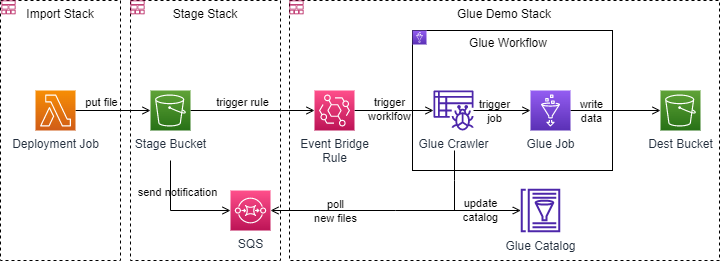 Import Stack
Stage Stack
Glue Demo Stack
Glue Workflow
put file
trigger rule
trigger
worklfow
trigger
job
write
data
Deployment Job
Stage Bucket
Event Bridge
Rule
Glue Crawler
Glue Job
Dest Bucket
send notification
poll
new files
update
catalog
SQS
Glue Catalog